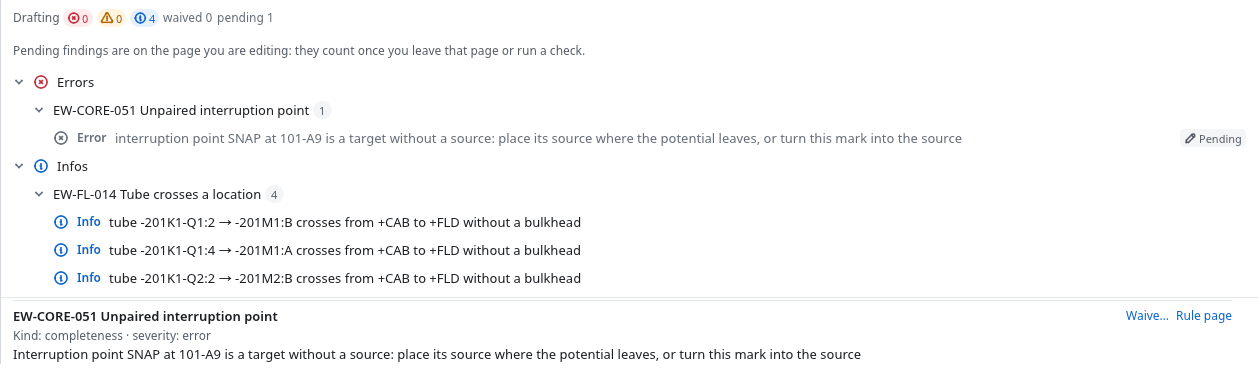 Drafting 0 0 4 waived 0 pending 1
Pending findings are on the page you are editing: they count once you leave that page or run a check.
Errors
EW-CORE-051 Unpaired interruption point 1
Error interruption point SNAP at 101-A9 is a target without a source: place its source where the potential leaves, or turn this mark into the source Pending
Infos
EW-FL-014 Tube crosses a location 4
Info tube -201K1-Q1:2 → -201M1:B crosses from +CAB to +FLD without a bulkhead
Info tube -201K1-Q1:4 → -201M1:A crosses from +CAB to +FLD without a bulkhead
Info tube -201K1-Q2:2 → -201M2:B crosses from +CAB to +FLD without a bulkhead
EW-CORE-051 Unpaired interruption point Waive... Rule page
Kind: completeness · severity: error
Interruption point SNAP at 101-A9 is a target without a source: place its source where the potential leaves, or turn this mark into the source